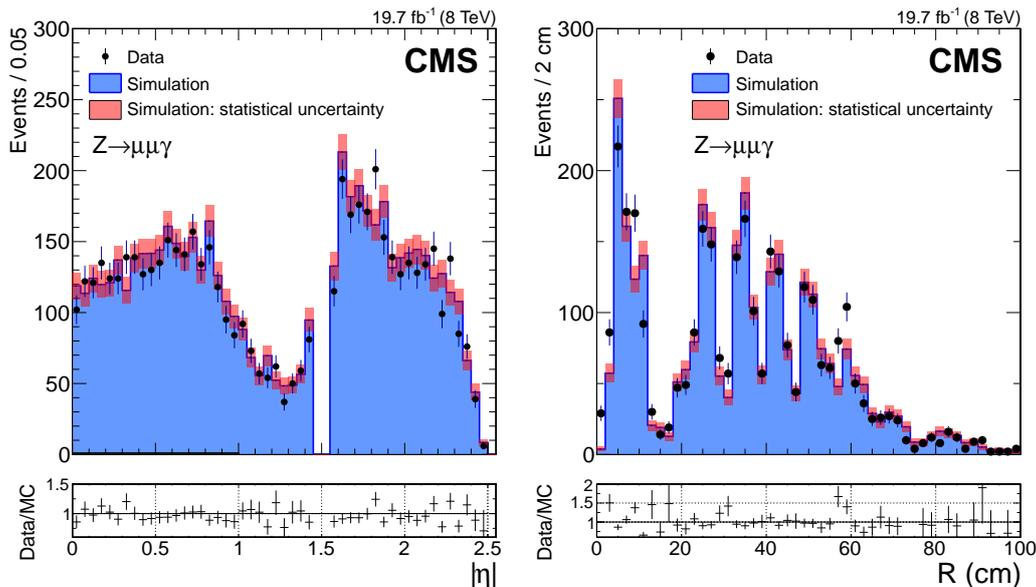 19.7 fb⁻¹ (8 TeV)
CMS
Events / 0.05
300
250
200
150
100
50
0
Data
Simulation
Simulation: statistical uncertainty
Z→μμγ
Data/MC
1.5
1
0 0.5 1 1.5 2 2.5
|η|
19.7 fb⁻¹ (8 TeV)
CMS
Events / 2 cm
300
200
100
0
Data
Simulation
Simulation: statistical uncertainty
Z→μμγ
Data/MC
2
1.5
1
0 20 40 60 80 100
R (cm)